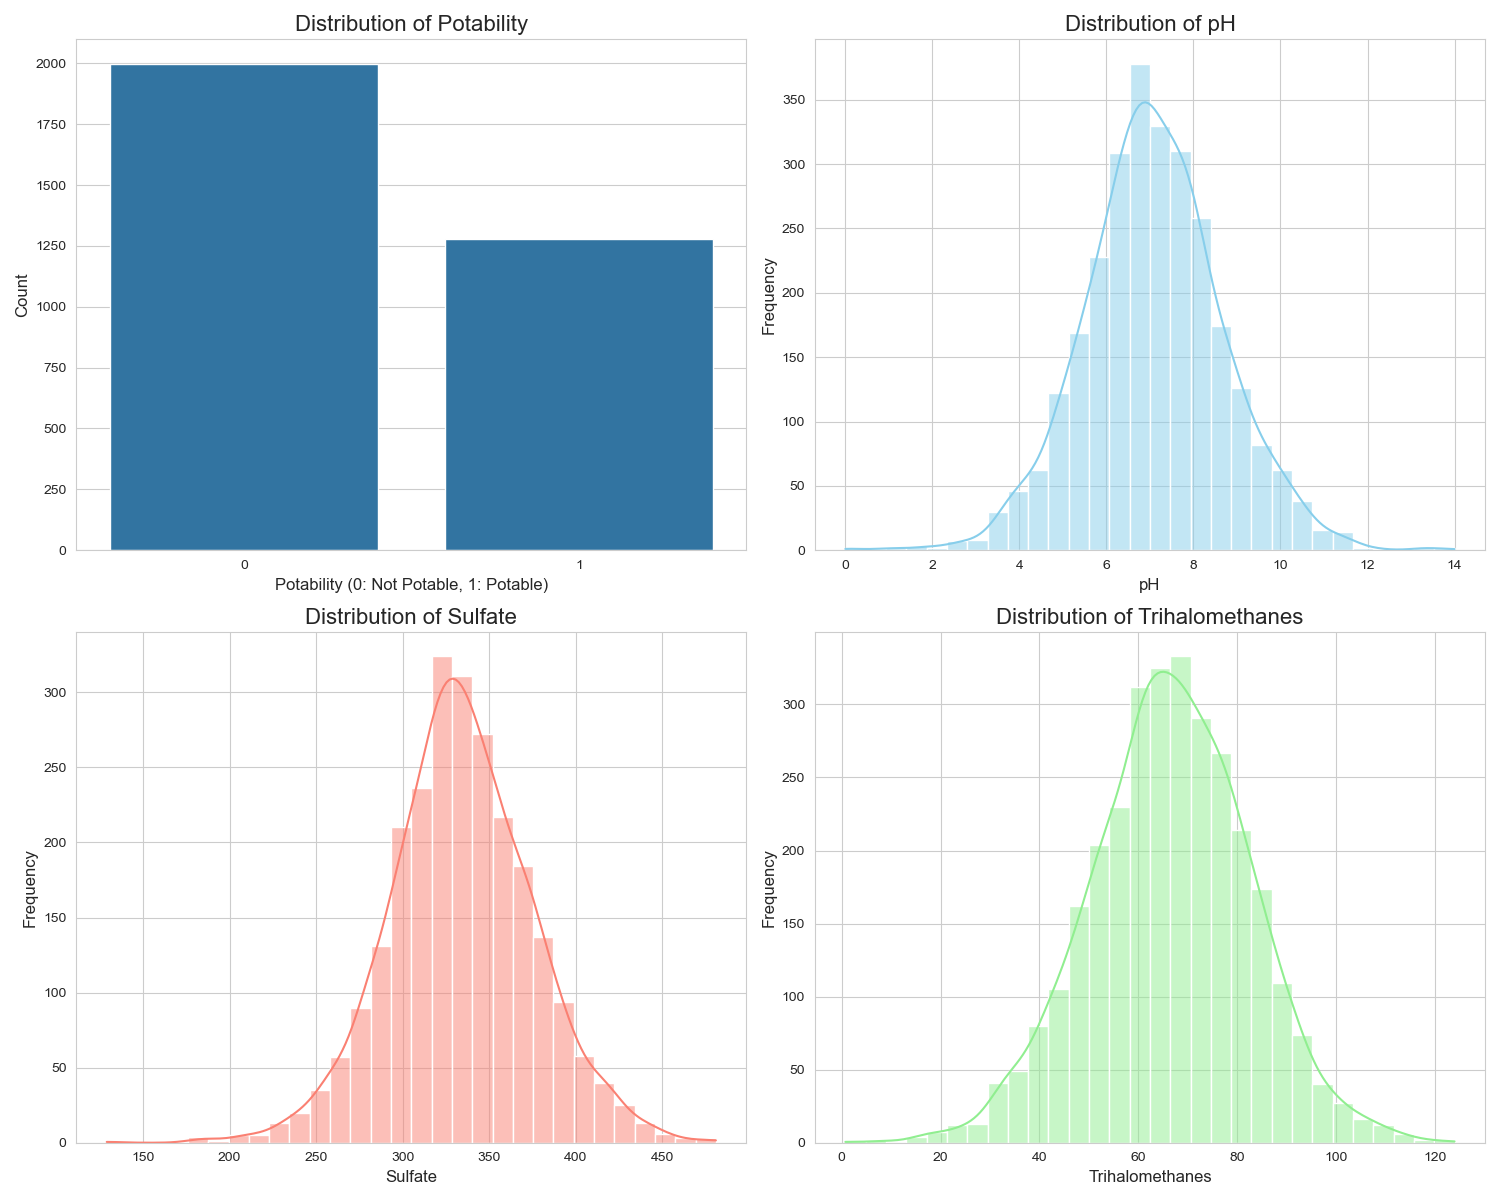 Distribution of Potability
2000
1750
1500
1250
1000
750
500
250
0
Count
0 1
Potability (0: Not Potable, 1: Potable)
Distribution of pH
350
300
250
200
150
100
50
0
Frequency
0 2 4 6 8 10 12 14
pH
Distribution of Sulfate
300
250
200
150
100
50
0
Frequency
150 200 250 300 350 400 450
Sulfate
Distribution of Trihalomethanes
300
250
200
150
100
50
0
Frequency
0 20 40 60 80 100 120
Trihalomethanes